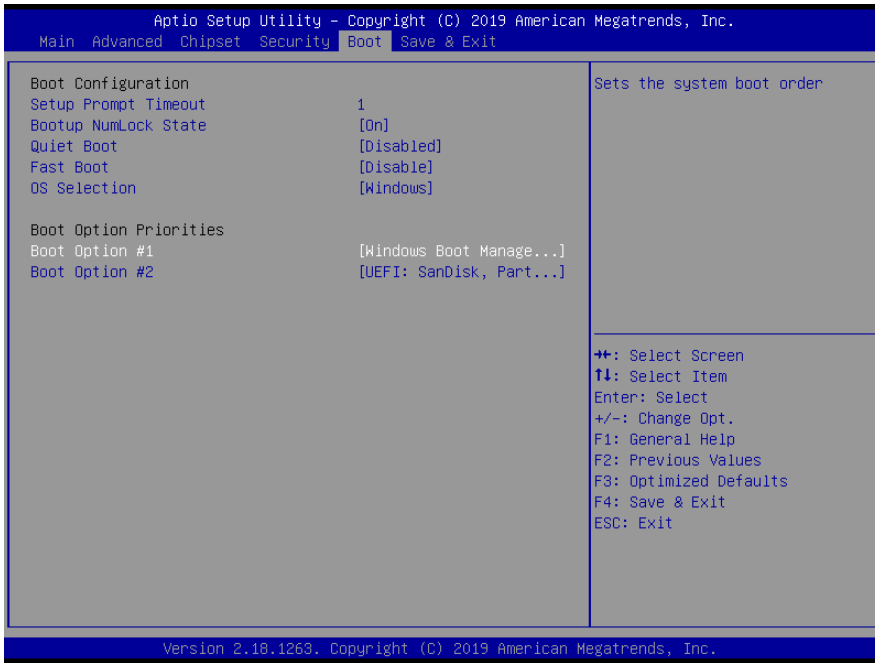 Aptio Setup Utility – Copyright (C) 2019 American Megatrends, Inc.
Main Advanced Chipset Security Boot Save & Exit
Boot Configuration
Setup Prompt Timeout 1
Bootup NumLock State [On]
Quiet Boot [Disabled]
Fast Boot [Disable]
OS Selection [Windows]
Boot Option Priorities
Boot Option #1 [Windows Boot Manage...]
Boot Option #2 [UEFI: SanDisk, Part...]
Sets the system boot order
→←: Select Screen
↑↓: Select Item
Enter: Select
+/-: Change Opt.
F1: General Help
F2: Previous Values
F3: Optimized Defaults
F4: Save & Exit
ESC: Exit
Version 2.18.1263. Copyright (C) 2019 American Megatrends, Inc.